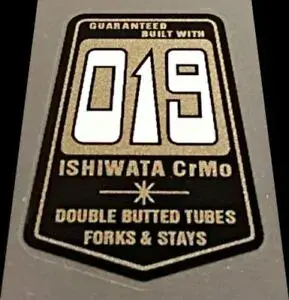 GUARANTEED
BUILT WITH
019
ISHIWATA CrMo
DOUBLE BUTTED TUBES
FORKS & STAYS